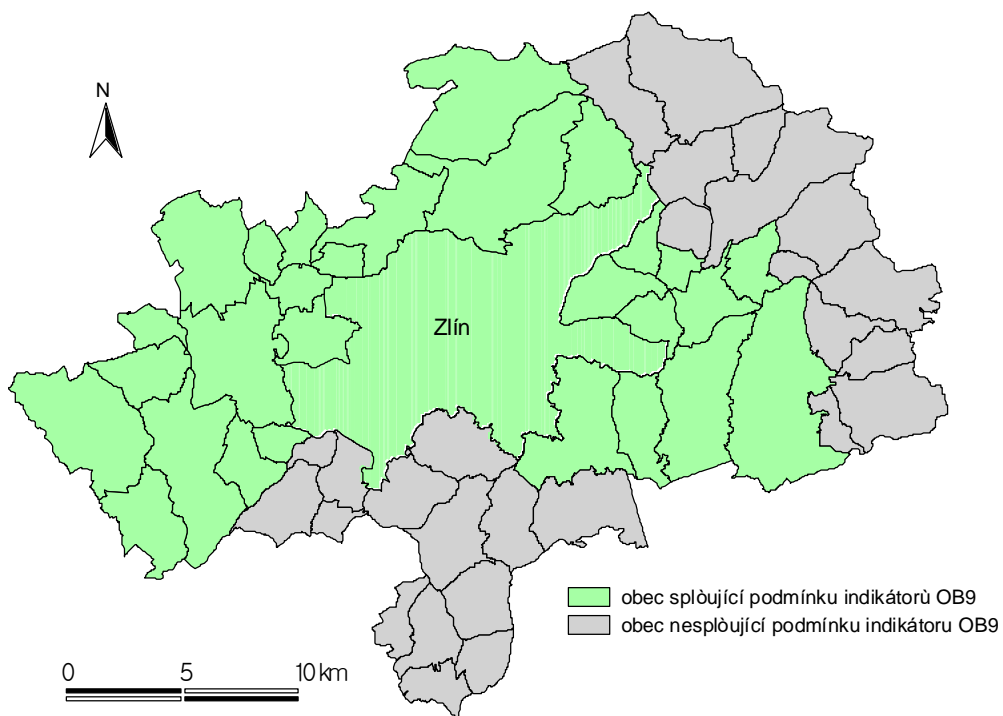 N
Zlín
obec splòující podmínku indikátorù OB9
obec nesplòující podmínku indikátoru OB9
0 5 10 km